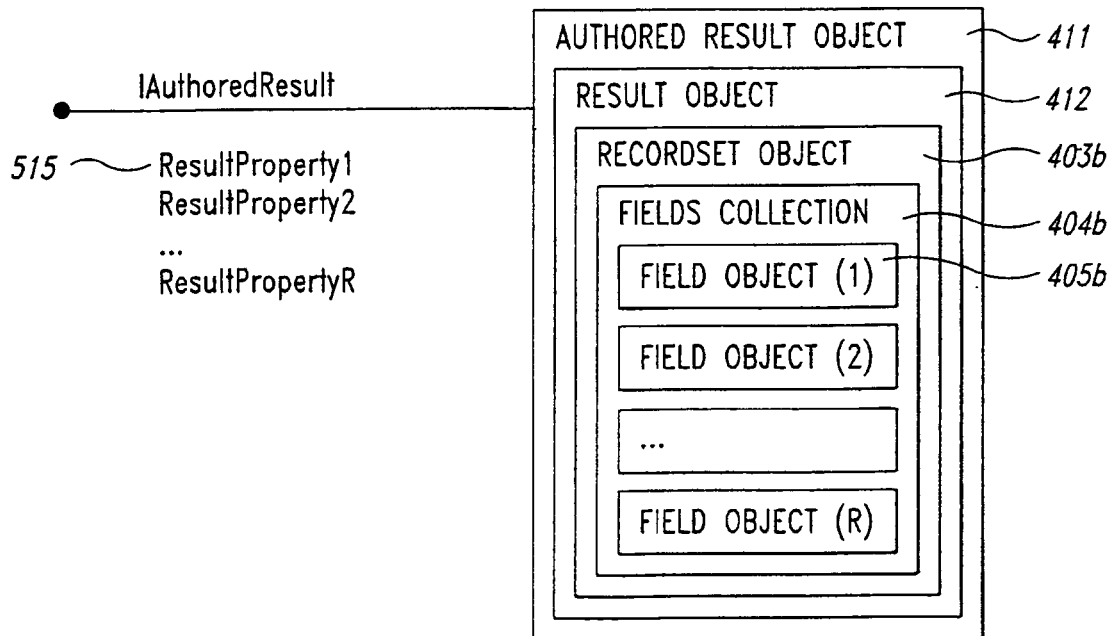 AUTHORED RESULT OBJECT 411
IAuthoredResult
RESULT OBJECT 412
RECORDSET OBJECT 403b
515 ResultProperty1
ResultProperty2
...
ResultPropertyR
FIELDS COLLECTION 404b
FIELD OBJECT (1) 405b
FIELD OBJECT (2)
...
FIELD OBJECT (R)